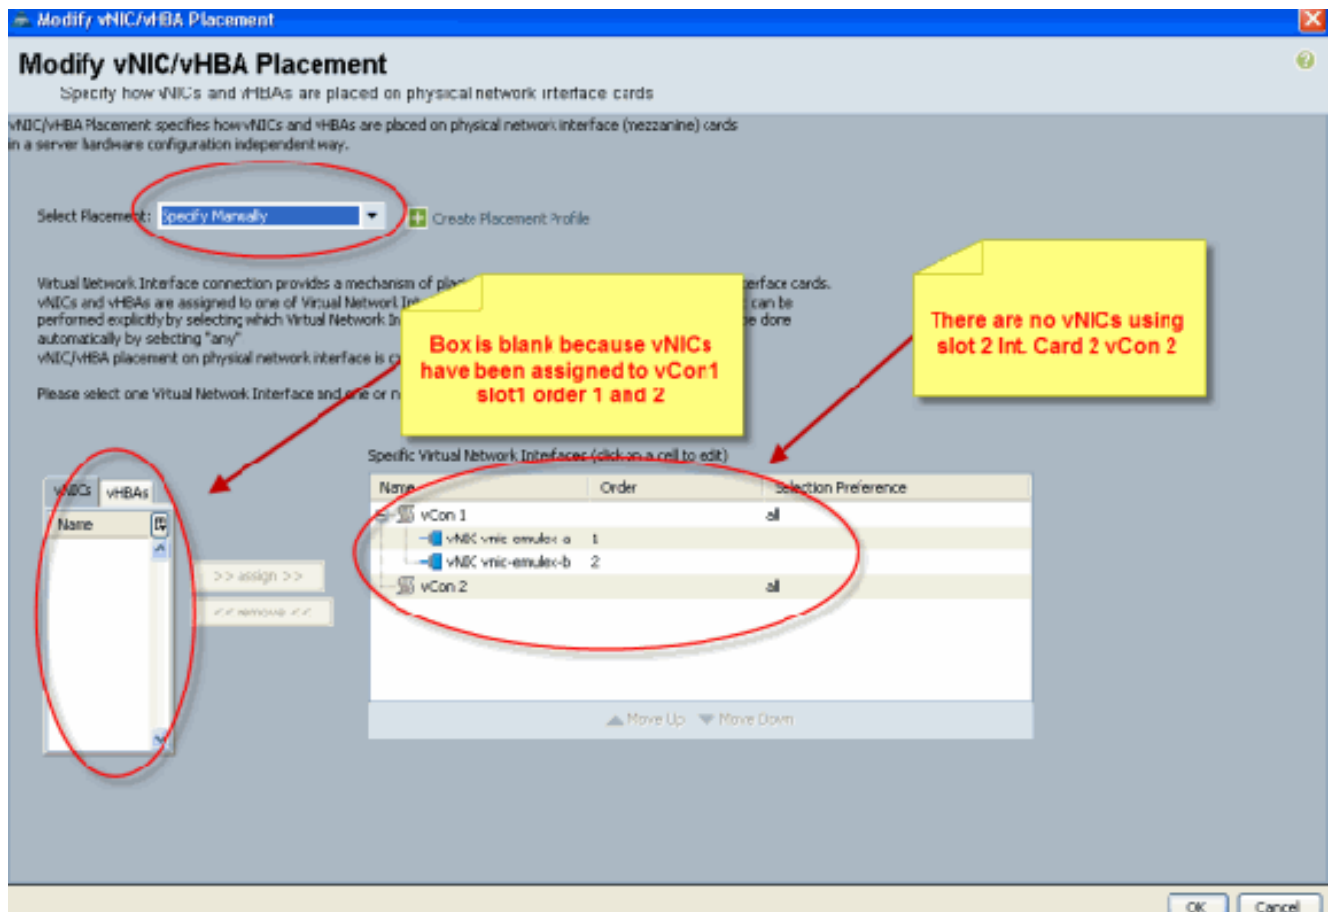 Modify vNIC/vHBA Placement
Modify vNIC/vHBA Placement
Specify how vNICs and vHBAs are placed on physical network interface cards
vNIC/vHBA Placement specifies how vNICs and vHBAs are placed on physical network interface (mezzanine) cards
in a server hardware configuration independent way.
Select Placement: Specify Manually
Create Placement Profile
Virtual Network Interface connection provides a mechanism of erface cards.
vNICs and vHBAs are assigned to one of Virtual Network can be
performed explicitly by selecting which Virtual Network be done
automatically by selecting "any"
vNIC/vHBA placement on physical network interface is
Please select one Virtual Network Interface and one or
Box is blank because vNICs
have been assigned to vCon1
slot1 order 1 and 2
There are no vNICs using
slot 2 Int. Card 2 vCon 2
Specific Virtual Network Interfaces (click on a cell to edit)
vNICs vHBAs
Name
>> assign >>
<< remove <<
Name Order Selection Preference
vCon 1 all
vNIC vnic-emulex-a 1
vNIC vnic-emulex-b 2
vCon 2 all
Move Up Move Down
OK Cancel